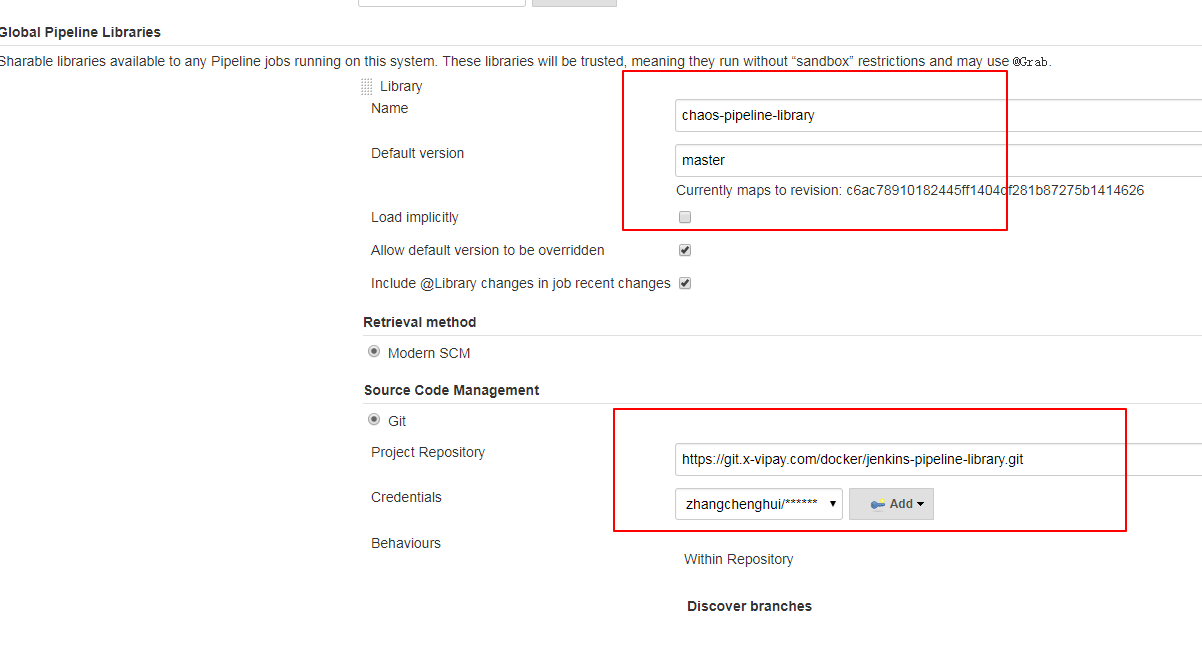 Global Pipeline Libraries
Sharable libraries available to any Pipeline jobs running on this system. These libraries will be trusted, meaning they run without “sandbox” restrictions and may use @Grab.
Library
Name
chaos-pipeline-library
Default version
master
Currently maps to revision: c6ac78910182445ff1404cf281b87275b1414626
Load implicitly
Allow default version to be overridden
Include @Library changes in job recent changes
Retrieval method
Modern SCM
Source Code Management
Git
Project Repository
https://git.x-vipay.com/docker/jenkins-pipeline-library.git
Credentials
zhangchenghui/******
Add
Behaviours
Within Repository
Discover branches